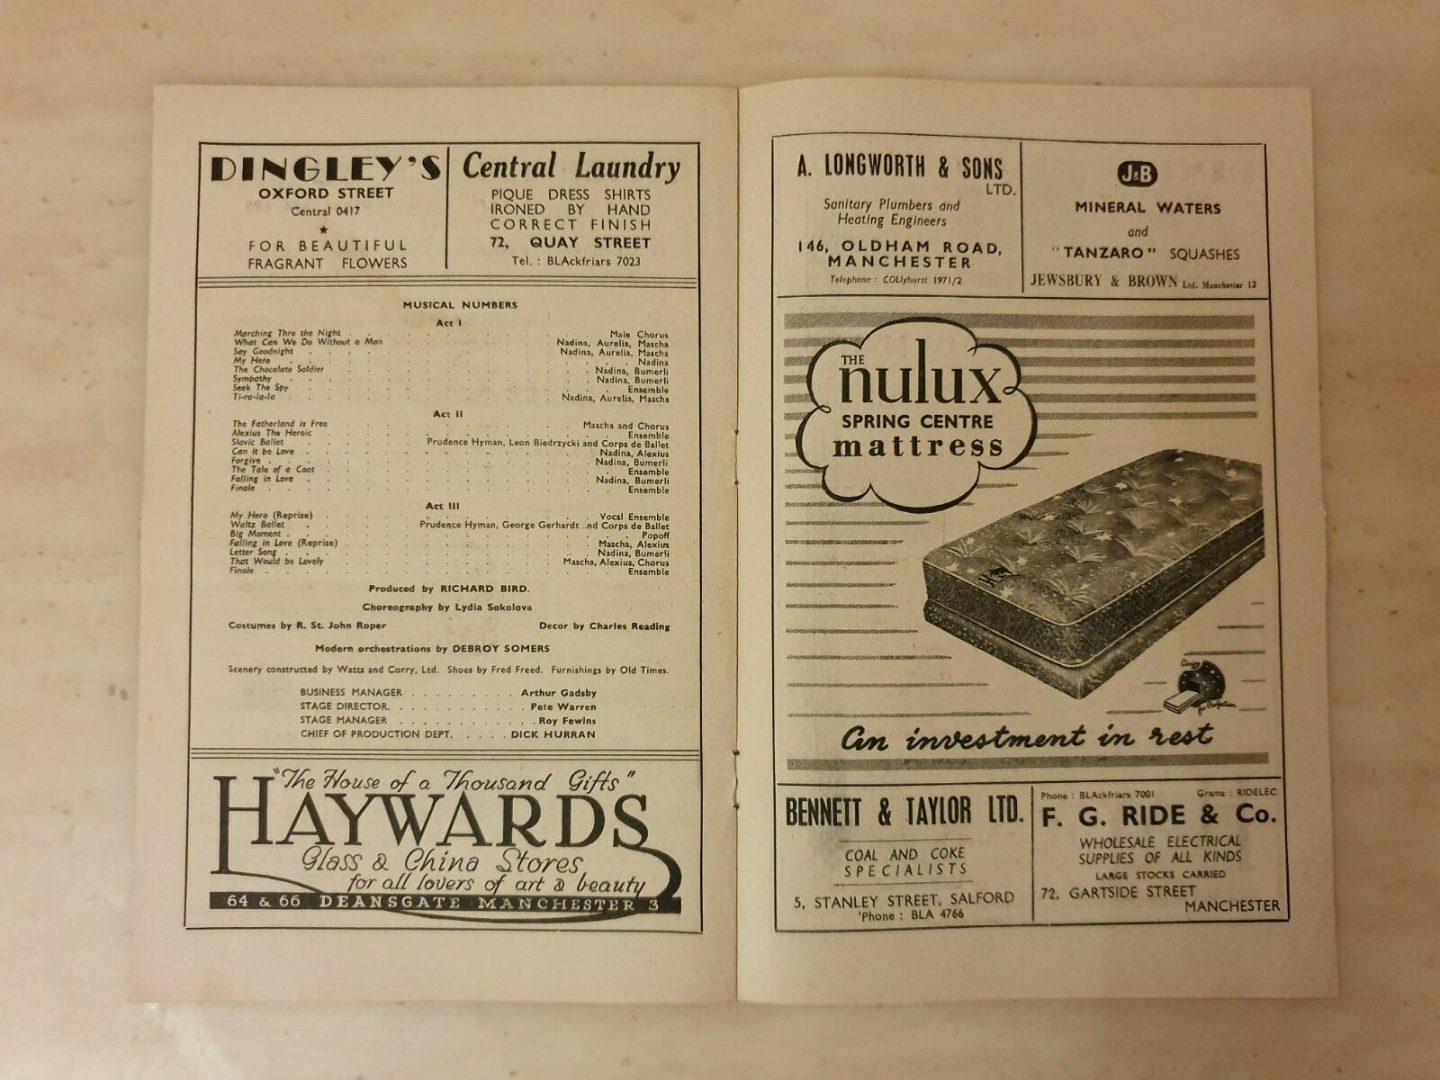 DINGLEY'S
OXFORD STREET
Central 0417
★
FOR BEAUTIFUL
FRAGRANT FLOWERS
Central Laundry
PIQUE DRESS SHIRTS
IRONED BY HAND
CORRECT FINISH
72, QUAY STREET
Tel. : BLAckfriars 7023
MUSICAL NUMBERS
Act I
Marching Thro the Night . . . Male Chorus
What Can We Do Without a Man . . . Nadina, Aurelia, Mascha
Say Goodnight . . . Nadina, Aurelia, Mascha
My Hero . . . Nadina
The Chocolate Soldier . . . Nadina, Bumerli
Sympathy . . . Nadina, Bumerli
Seek The Spy . . . Ensemble
Ti-ra-la-la . . . Nadina, Aurelia, Mascha
Act II
The Fatherland is Free . . . Mascha and Chorus
Alexius The Heroic . . . Ensemble
Slavic Ballet . . . Prudence Hyman, Leon Biedrzycki and Corps de Ballet
Can it be Love . . . Nadina, Alexius
Forgive . . . Nadina, Bumerli
The Tale of a Coat . . . Ensemble
Falling in Love . . . Nadina, Bumerli
Finale . . . Ensemble
Act III
My Hero (Reprise) . . . Vocal Ensemble
Waltz Ballet . . . Prudence Hyman, George Gerhardt nd Corps de Ballet
Big Moment . . . Popoff
Falling in Love (Reprise) . . . Mascha, Alexius
Letter Song . . . Nadina, Bumerli
That Would be Lovely . . . Mascha, Alexius, Chorus
Finale . . . Ensemble
Produced by RICHARD BIRD.
Choreography by Lydia Sokolova
Costumes by R. St. John Roper Decor by Charles Reading
Modern orchestrations by DEBROY SOMERS
Scenery constructed by Watts and Corry, Ltd. Shoes by Fred Freed. Furnishings by Old Times.
BUSINESS MANAGER . . . . . . . . Arthur Gadsby
STAGE DIRECTOR. . . . . . . . . . Pete Warren
STAGE MANAGER . . . . . . . . . . Roy Fewins
CHIEF OF PRODUCTION DEPT. . . . . DICK HURRAN
"The House of a Thousand Gifts"
HAYWARDS
Glass & China Stores
for all lovers of art & beauty
64 & 66 DEANSGATE MANCHESTER 3
A. LONGWORTH & SONS
LTD.
Sanitary Plumbers and
Heating Engineers
146, OLDHAM ROAD,
MANCHESTER
Telephone : COLlyhurst 1971/2
J&B
MINERAL WATERS
and
"TANZARO" SQUASHES
JEWSBURY & BROWN Ltd. Manchester 12
THE
nulux
SPRING CENTRE
mattress
An investment in rest
BENNETT & TAYLOR LTD.
COAL AND COKE
SPECIALISTS
5, STANLEY STREET, SALFORD
'Phone : BLA 4766
Phone : BLAckfriars 7001 Grams : RIDELEC
F. G. RIDE & Co.
WHOLESALE ELECTRICAL
SUPPLIES OF ALL KINDS
LARGE STOCKS CARRIED
72, GARTSIDE STREET
MANCHESTER